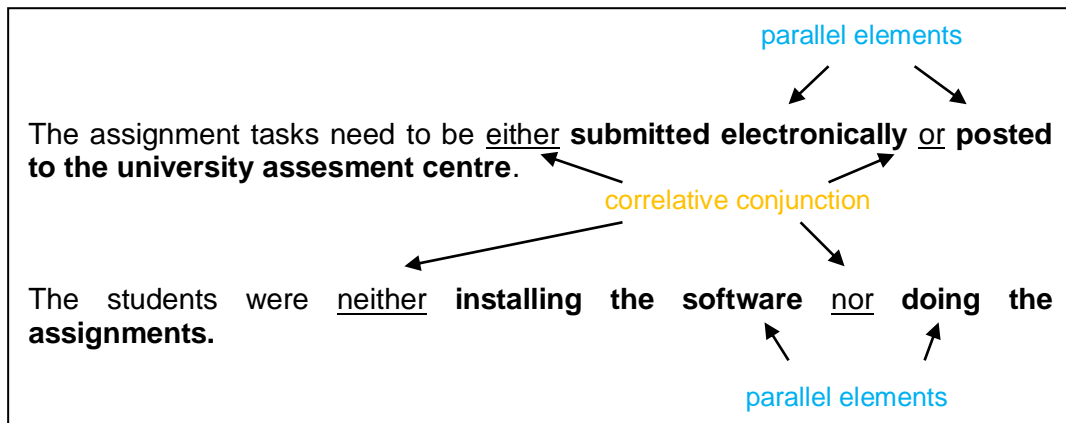 parallel elements
The assignment tasks need to be either submitted electronically or posted
to the university assesment centre.
correlative conjunction
The students were neither installing the software nor doing the
assignments.
parallel elements